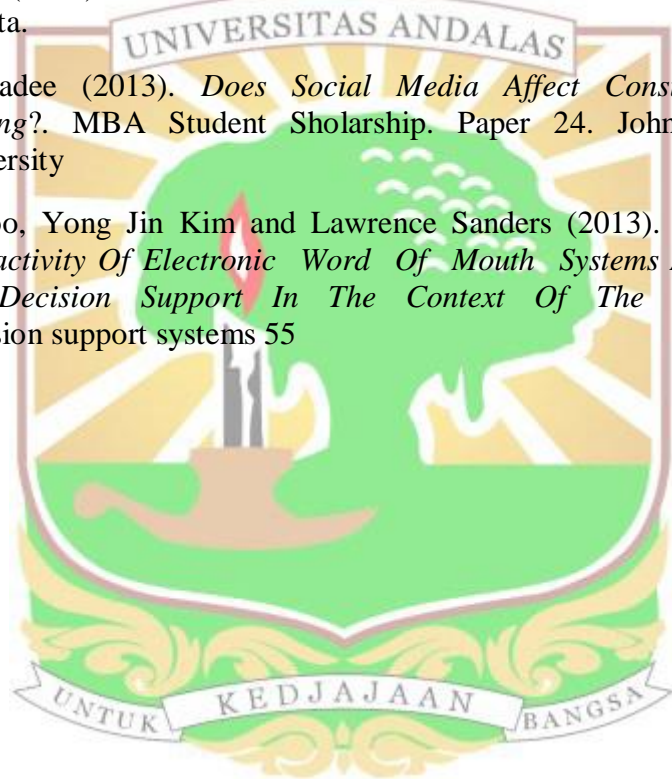 ta.
UNIVERSITAS ANDALAS
adee (2013). Does Social Media Affect Cons
ng?. MBA Student Sholarship. Paper 24. John
ersity
oo, Yong Jin Kim and Lawrence Sanders (2013).
activity Of Electronic Word Of Mouth Systems
Decision Support In The Context Of The
sion support systems 55
UNTUK KEDJAJAAN BANGSA